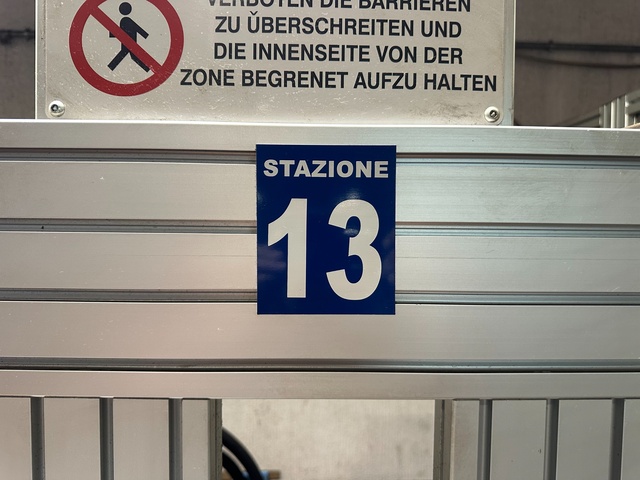 VERBOTEN DIE BARRIEREN
ZU ÜBERSCHREITEN UND
DIE INNENSEITE VON DER
ZONE BEGRENET AUFZU HALTEN
STAZIONE
13